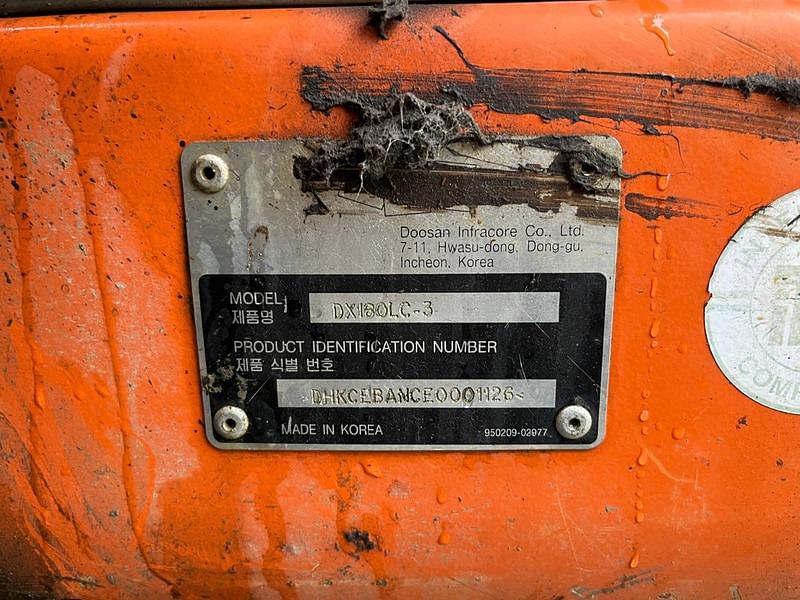 Doosan Infracore Co., Ltd.
7-11, Hwasu-dong, Dong-gu,
Incheon, Korea
MODEL
제품명
DX180LC-3
PRODUCT IDENTIFICATION NUMBER
제품 식별 번호
DHKCEBANCE0001126
MADE IN KOREA
950209-02977